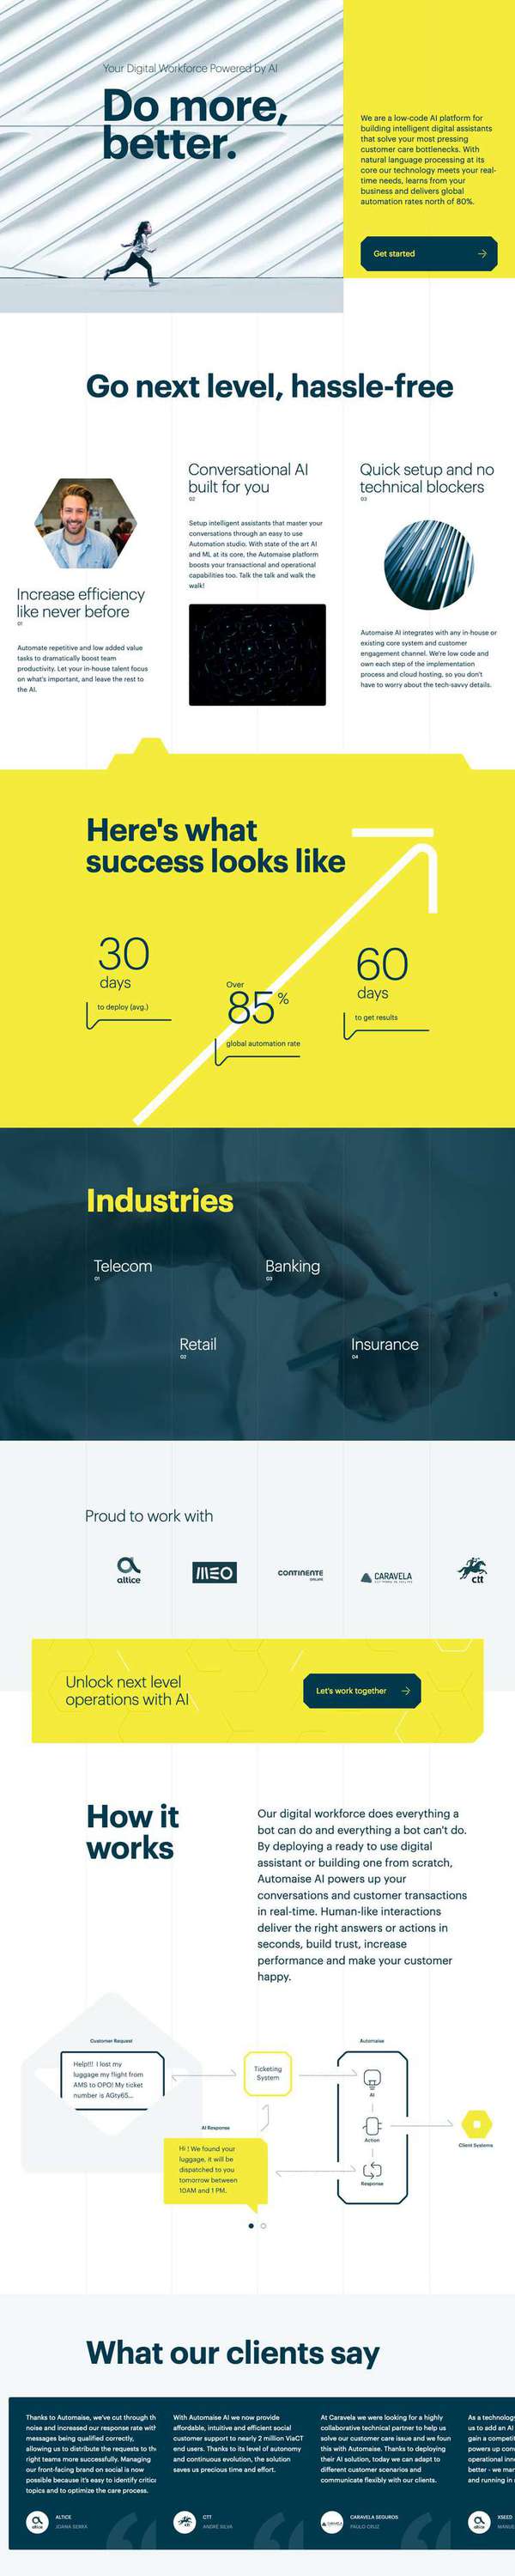 Your Digital Workforce Powered by AI
Do more,
better.
We are a low-code AI platform for
building intelligent digital assistants
that solve your most pressing
customer care bottlenecks. With
natural language processing at its
core our technology meets your real-
time needs, learns from your
business and delivers global
automation rates north of 80%.
Get started
Go next level, hassle-free
Increase efficiency
like never before
01
Automate repetitive and low added value
tasks to dramatically boost team
productivity. Let your in-house talent focus
on what's important, and leave the rest to
the AI.
Conversational AI
built for you
02
Setup intelligent assistants that master your
conversations through an easy to use
Automation studio. With state of the art AI
and ML at its core, the Automaise platform
boosts your transactional and operational
capabilities too. Talk the talk and walk the
walk!
Quick setup and no
technical blockers
03
Automaise AI integrates with any in-house or
existing core system and customer
engagement channel. We're low code and
own each step of the implementation
process and cloud hosting, so you don't
have to worry about the tech-savvy details.
Here's what
success looks like
30
days
to deploy (avg.)
Over
85%
global automation rate
60
days
to get results
Industries
Telecom
01
Banking
03
Retail
02
Insurance
04
Proud to work with
altice
MEO
CONTINENTE
CARAVELA
ctt
Unlock next level
operations with AI
Let's work together
How it
works
Our digital workforce does everything a
bot can do and everything a bot can't do.
By deploying a ready to use digital
assistant or building one from scratch,
Automaise AI powers up your
conversations and customer transactions
in real-time. Human-like interactions
deliver the right answers or actions in
seconds, build trust, increase
performance and make your customer
happy.
Customer Request
Help!!! I lost my
luggage my flight from
AMS to OPO! My ticket
number is AGty65...
Ticketing
System
Automaise
AI
Action
Response
Client Systems
AI Response
Hi ! We found your
luggage, it will be
dispatched to you
tomorrow between
10AM and 1 PM.
What our clients say
Thanks to Automaise, we've cut through th
noise and increased our response rate with
messages being qualified correctly,
allowing us to distribute the requests to the
right teams more successfully. Managing
our front-facing brand on social is now
possible because it's easy to identify critica
topics and to optimize the care process.
ALTICE
JOANA SERRA
With Automaise AI we now provide
affordable, intuitive and efficient social
customer support to nearly 2 million ViaCT
end users. Thanks to its level of autonomy
and continuous evolution, the solution
saves us precious time and effort.
CTT
ANDRÉ SILVA
At Caravela we were looking for a highly
collaborative technical partner to help us
solve our customer care issue and we foun
this with Automaise. Thanks to deploying
their AI solution, today we can adapt to
different customer scenarios and
communicate flexibly with our clients.
CARAVELA SEGUROS
PAULO CRUZ
As a technology
us to add an AI
gain a competit
powers up com
operational inno
better - we mar
and running in
XSEED
MANUE